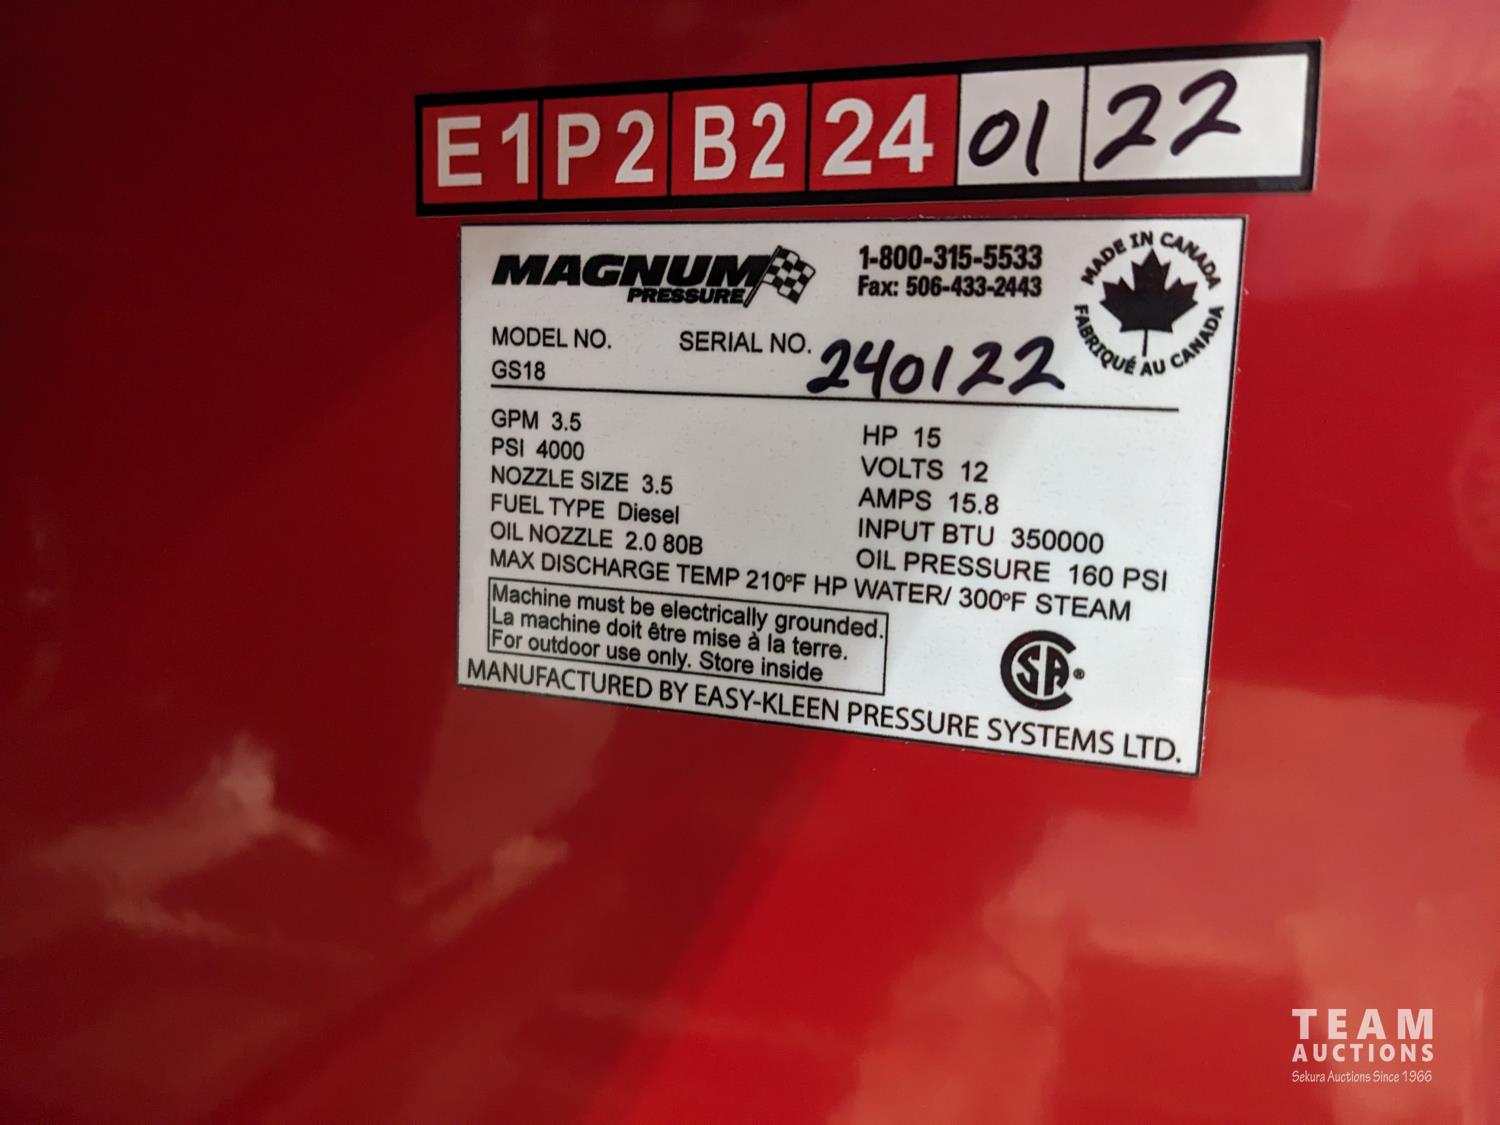 E1 P2 B2 24 01 22
MAGNUM
PRESSURE
1-800-315-5533
Fax: 506-433-2443
MADE IN CANADA
FABRIQUÉ AU CANADA
MODEL NO.
GS18
SERIAL NO. 240122
GPM 3.5
PSI 4000
NOZZLE SIZE 3.5
FUEL TYPE Diesel
OIL NOZZLE 2.0 80B
HP 15
VOLTS 12
AMPS 15.8
INPUT BTU 350000
OIL PRESSURE 160 PSI
MAX DISCHARGE TEMP 210°F HP WATER/ 300°F STEAM
Machine must be electrically grounded.
La machine doit être mise à la terre.
For outdoor use only. Store inside
CSA®
MANUFACTURED BY EASY-KLEEN PRESSURE SYSTEMS LTD.
TEAM
AUCTIONS
Sekura Auctions Since 1966